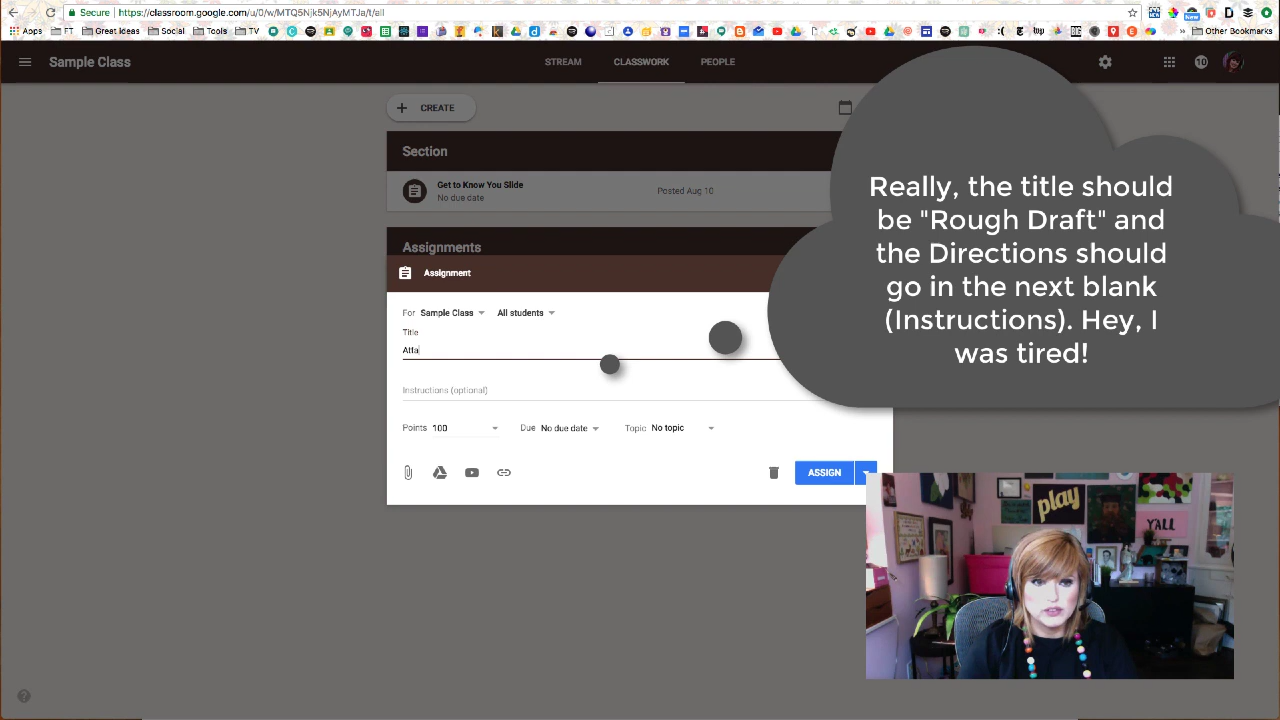 Secure https://classroom.google.com/u/0/w/MTQ5Njk5NjAyMTJa/t/all
New
Apps FT Great Ideas Social Tools TV Other Bookmarks
Sample Class STREAM CLASSWORK PEOPLE 10
CREATE
Section
Get to Know You Slide
No due date
Posted Aug 10
Assignments
Assignment
For Sample Class All students
Title
Atta
Instructions (optional)
Points 100 Due No due date Topic No topic
ASSIGN
Really, the title should
be "Rough Draft" and
the Directions should
go in the next blank
(Instructions). Hey, I
was tired!
play
Y'ALL